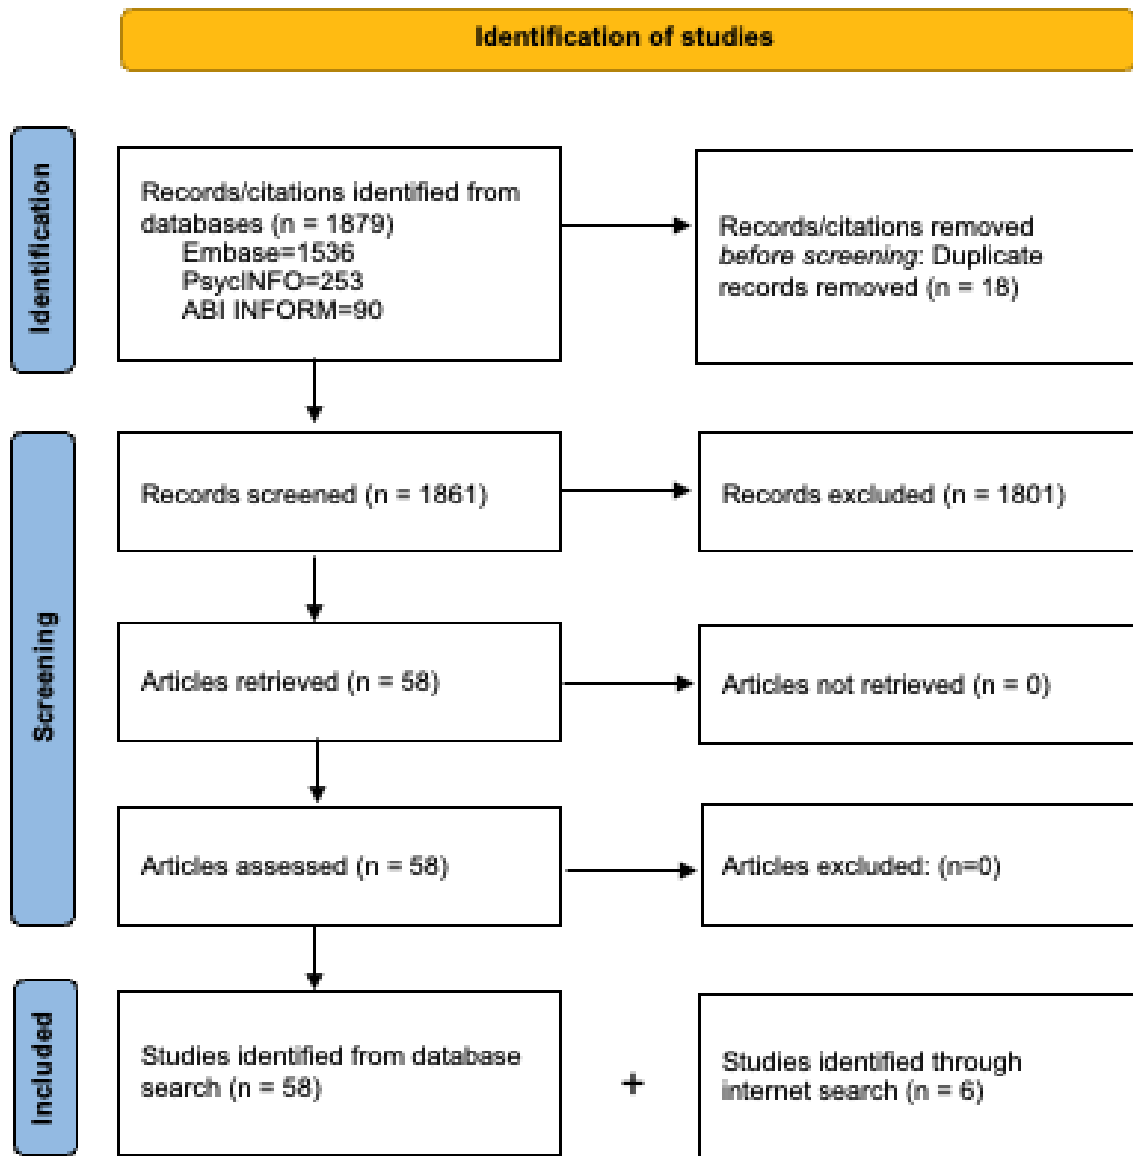 Identification of studies
Identification
Records/citations identified from
databases (n = 1879)
Embase=1536
PsycINFO=253
ABI INFORM=90
Records/citations removed
before screening: Duplicate
records removed (n = 18)
Screening
Records screened (n = 1861)
Records excluded (n = 1801)
Articles retrieved (n = 58)
Articles not retrieved (n = 0)
Articles assessed (n = 58)
Articles excluded: (n=0)
Included
Studies identified from database
search (n = 58)
+
Studies identified through
internet search (n = 6)